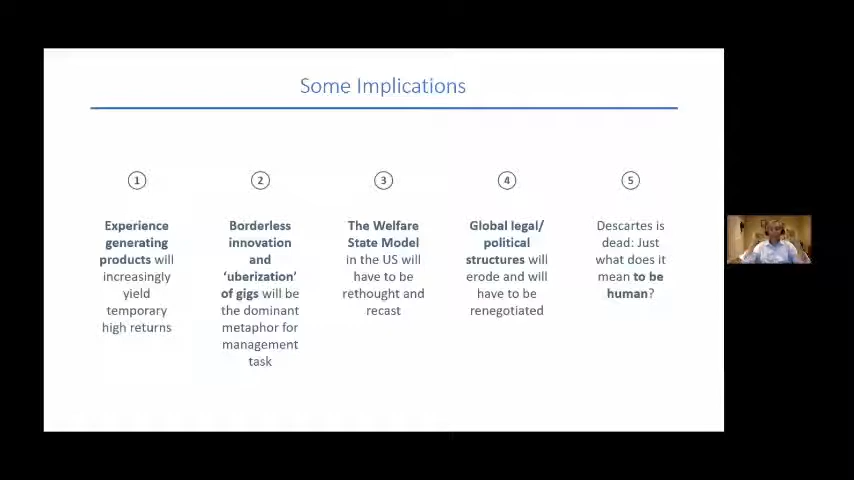 Some Implications
1
Experience
generating
products will
increasingly
yield
temporary
high returns
2
Borderless
innovation
and
‘uberization’
of gigs will be
the dominant
metaphor for
management
task
3
The Welfare
State Model
in the US will
have to be
rethought and
recast
4
Global legal/
political
structures will
erode and will
have to be
renegotiated
5
Descartes is
dead: Just
what does it
mean to be
human?